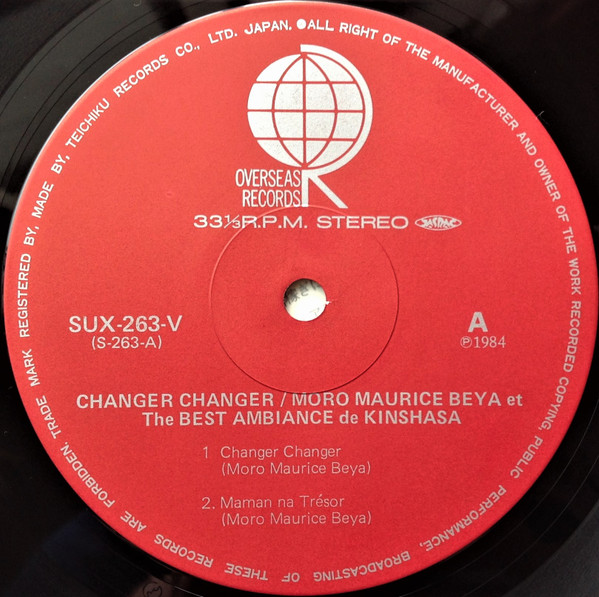 ALL RIGHT OF THE MANUFACTURER AND OWNER OF THE WORK RECORDED COPYING, PUBLIC PERFORMANCE, BROADCASTING OF THESE RECORDS ARE FORBIDDEN. TRADE MARK REGISTERED BY, MADE BY, TEICHIKU RECORDS CO., LTD. JAPAN. ●
OVERSEAS
RECORDS
R
33⅓R.P.M. STEREO
SUX-263-V
(S-263-A)
A
℗1984
CHANGER CHANGER / MORO MAURICE BEYA et
The BEST AMBIANCE de KINSHASA
1 Changer Changer
(Moro Maurice Beya)
2. Maman na Trésor
(Moro Maurice Beya)